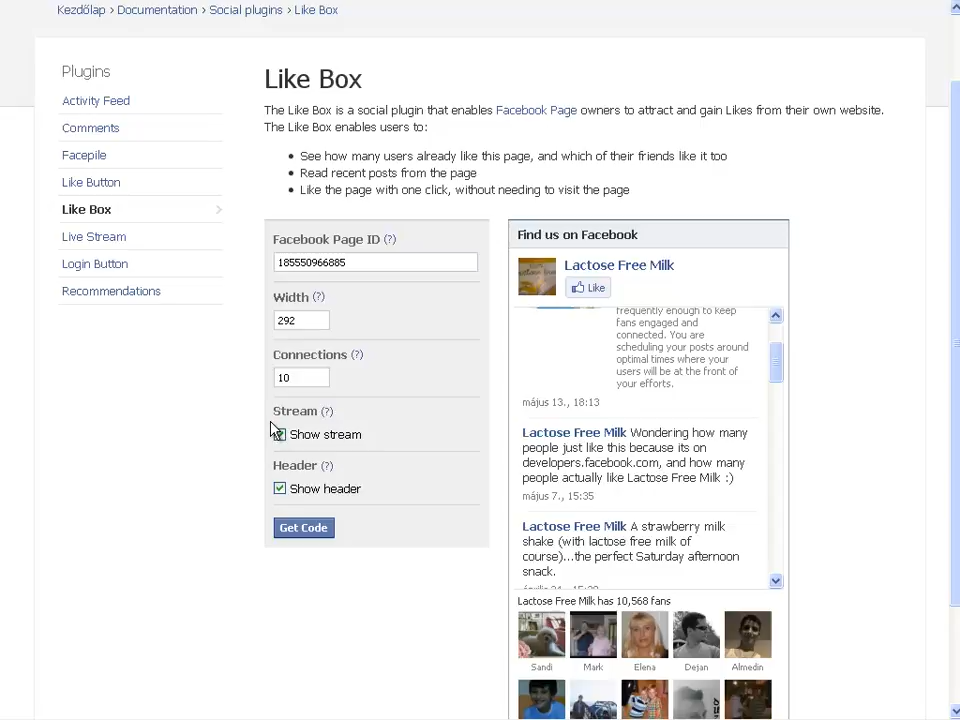 Kezdőlap › Documentation › Social plugins › Like Box
Plugins
Activity Feed
Comments
Facepile
Like Button
Like Box
Live Stream
Login Button
Recommendations
Like Box
The Like Box is a social plugin that enables Facebook Page owners to attract and gain Likes from their own website.
The Like Box enables users to:
• See how many users already like this page, and which of their friends like it too
• Read recent posts from the page
• Like the page with one click, without needing to visit the page
Facebook Page ID (?)
185550966885
Width (?)
292
Connections (?)
10
Stream (?)
Show stream
Header (?)
Show header
Get Code
Find us on Facebook
Lactose Free Milk
Like
frequently enough to keep
fans engaged and
connected. You are
scheduling your posts around
optimal times where your
users will be at the front of
your efforts.
május 13., 18:13
Lactose Free Milk Wondering how many
people just like this because its on
developers.facebook.com, and how many
people actually like Lactose Free Milk :)
május 7., 15:35
Lactose Free Milk A strawberry milk
shake (with lactose free milk of
course)...the perfect Saturday afternoon
snack.
Lactose Free Milk has 10,568 fans
Sandi
Mark
Elena
Dejan
Almedin